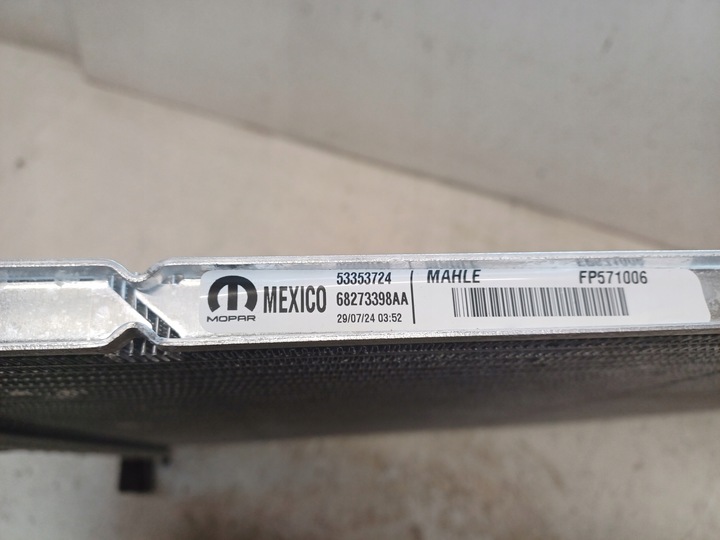 MOPAR
MEXICO
53353724
68273398AA
29/07/24 03:52
MAHLE
FP571006